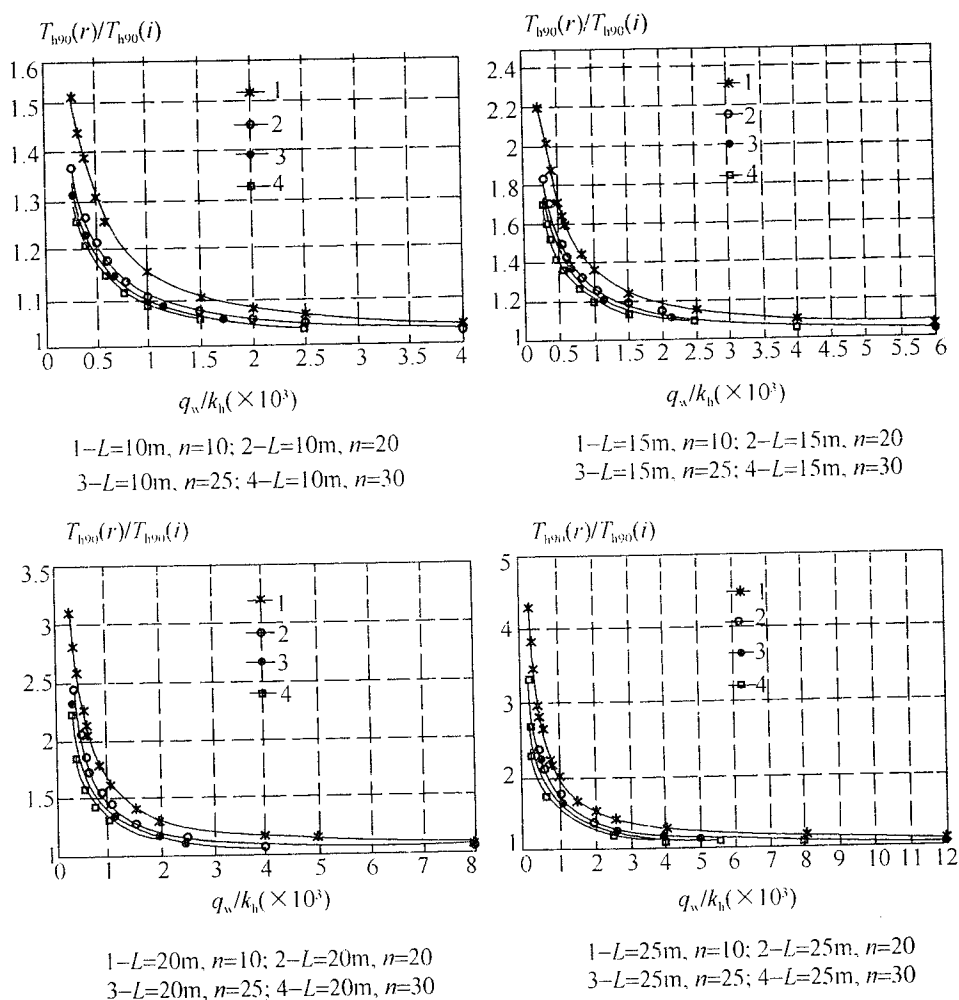 T_h90(r)/T_h90(i)
1.6
1.5
1.4
1.3
1.2
1.1
1
1
2
3
4
0 0.5 1 1.5 2 2.5 3 3.5 4
q_w/k_h(×10³)
1–L=10m, n=10; 2–L=10m, n=20
3–L=10m, n=25; 4–L=10m, n=30
T_h90(r)/T_h90(i)
2.4
2.2
2
1.8
1.6
1.4
1.2
1
1
2
3
4
0 0.5 1 1.5 2 2.5 3 3.5 4 4.5 5 5.5 6
q_w/k_h(×10³)
1–L=15m, n=10; 2–L=15m, n=20
3–L=15m, n=25; 4–L=15m, n=30
T_h90(r)/T_h90(i)
3.5
3
2.5
2
1.5
1
1
2
3
4
0 1 2 3 4 5 6 7 8
q_w/k_h(×10³)
1–L=20m, n=10; 2–L=20m, n=20
3–L=20m, n=25; 4–L=20m, n=30
T_h90(r)/T_h90(i)
5
4
3
2
1
1
2
3
4
0 1 2 3 4 5 6 7 8 8 10 11 12
q_w/k_h(×10³)
1–L=25m, n=10; 2–L=25m, n=20
3–L=25m, n=25; 4–L=25m, n=30